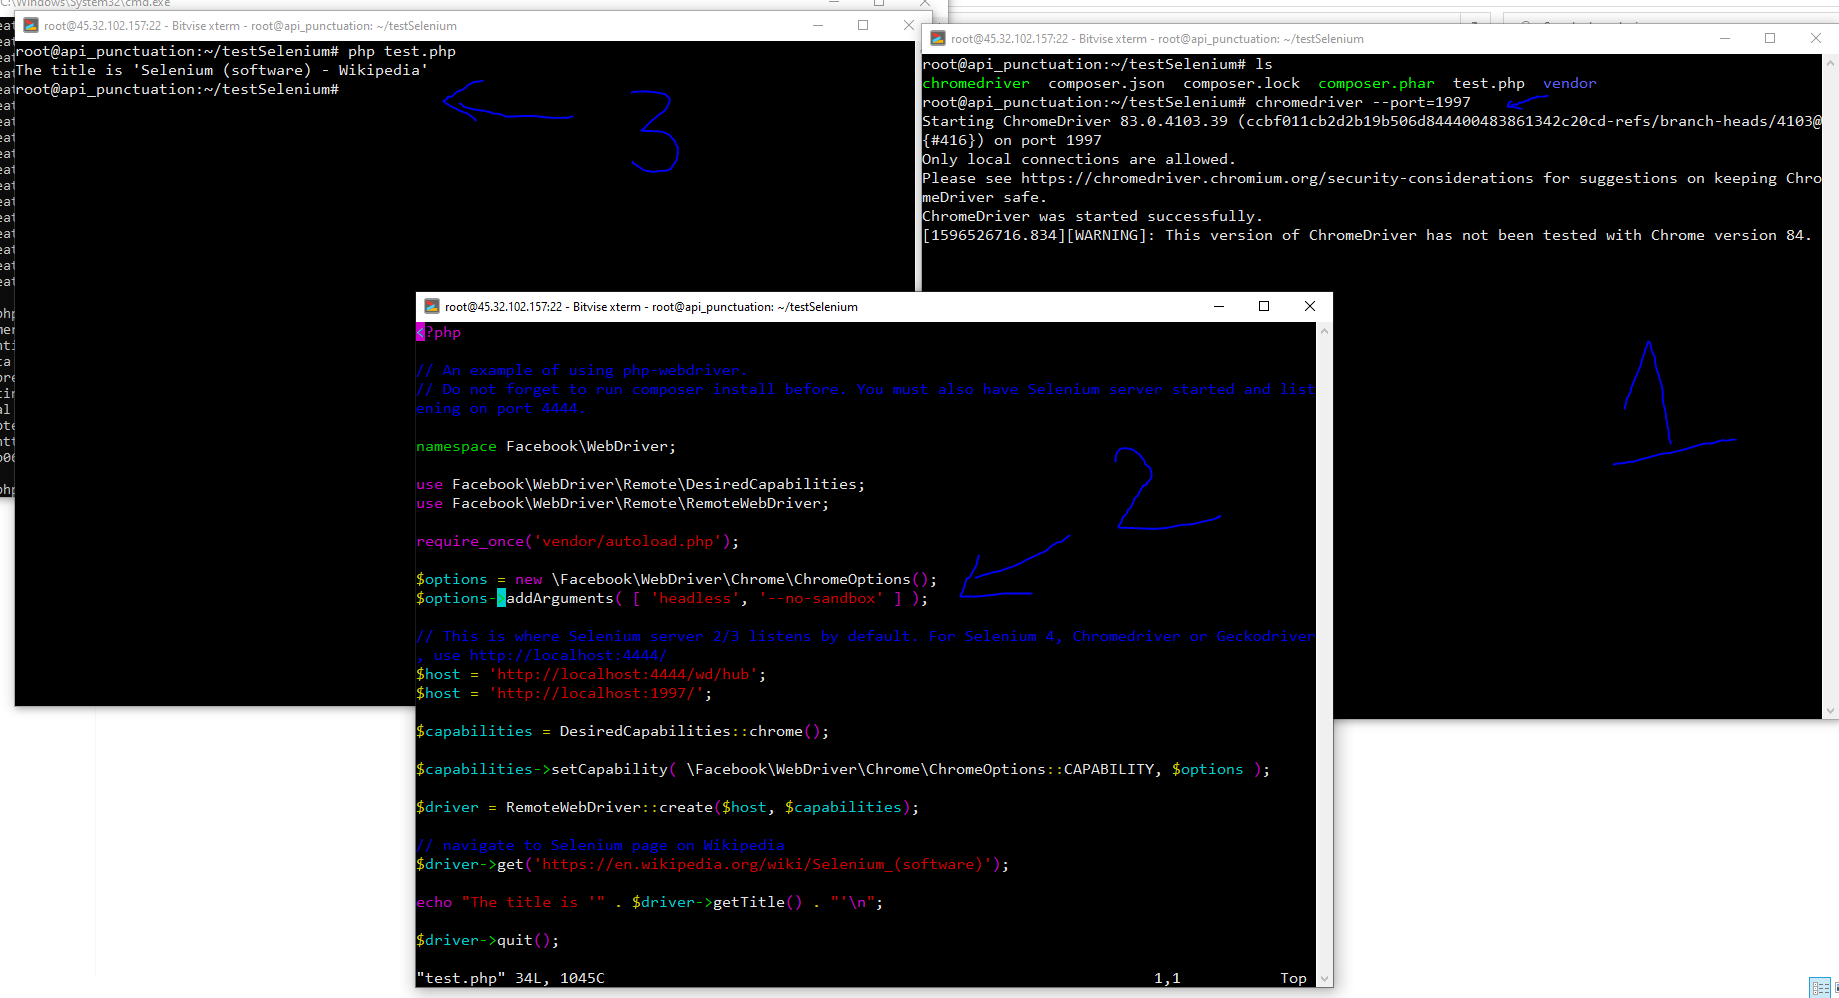 C:\Windows\System32\cmd.exe
root@45.32.102.157:22 - Bitvise xterm - root@api_punctuation: ~/testSelenium
root@api_punctuation:~/testSelenium# php test.php
The title is 'Selenium (software) - Wikipedia'
root@api_punctuation:~/testSelenium#
3
root@45.32.102.157:22 - Bitvise xterm - root@api_punctuation: ~/testSelenium
root@api_punctuation:~/testSelenium# ls
chromedriver  composer.json  composer.lock  composer.phar  test.php  vendor
root@api_punctuation:~/testSelenium# chromedriver --port=1997
Starting ChromeDriver 83.0.4103.39 (ccbf011cb2d2b19b506d844400483861342c20cd-refs/branch-heads/4103@
{#416}) on port 1997
Only local connections are allowed.
Please see https://chromedriver.chromium.org/security-considerations for suggestions on keeping Chro
meDriver safe.
ChromeDriver was started successfully.
[1596526716.834][WARNING]: This version of ChromeDriver has not been tested with Chrome version 84.
1
root@45.32.102.157:22 - Bitvise xterm - root@api_punctuation: ~/testSelenium
<?php
// An example of using php-webdriver.
// Do not forget to run composer install before. You must also have Selenium server started and list
ening on port 4444.
namespace Facebook\WebDriver;
use Facebook\WebDriver\Remote\DesiredCapabilities;
use Facebook\WebDriver\Remote\RemoteWebDriver;
require_once('vendor/autoload.php');
$options = new \Facebook\WebDriver\Chrome\ChromeOptions();
$options->addArguments( [ 'headless', '--no-sandbox' ] );
2
// This is where Selenium server 2/3 listens by default. For Selenium 4, Chromedriver or Geckodriver
, use http://localhost:4444/
$host = 'http://localhost:4444/wd/hub';
$host = 'http://localhost:1997/';
$capabilities = DesiredCapabilities::chrome();
$capabilities->setCapability( \Facebook\WebDriver\Chrome\ChromeOptions::CAPABILITY, $options );
$driver = RemoteWebDriver::create($host, $capabilities);
// navigate to Selenium page on Wikipedia
$driver->get('https://en.wikipedia.org/wiki/Selenium_(software)');
echo "The title is '" . $driver->getTitle() . "'\n";
$driver->quit();
"test.php" 34L, 1045C 1,1 Top